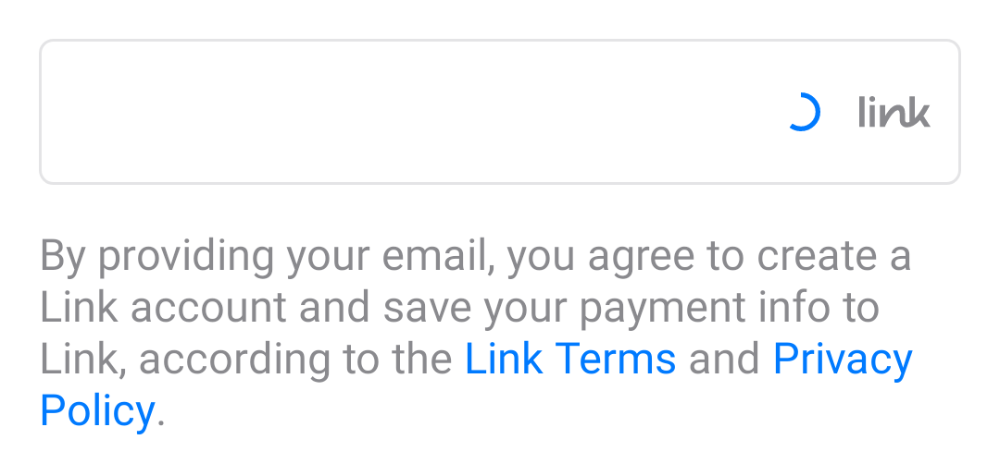 link
By providing your email, you agree to create a
Link account and save your payment info to
Link, according to the Link Terms and Privacy
Policy.